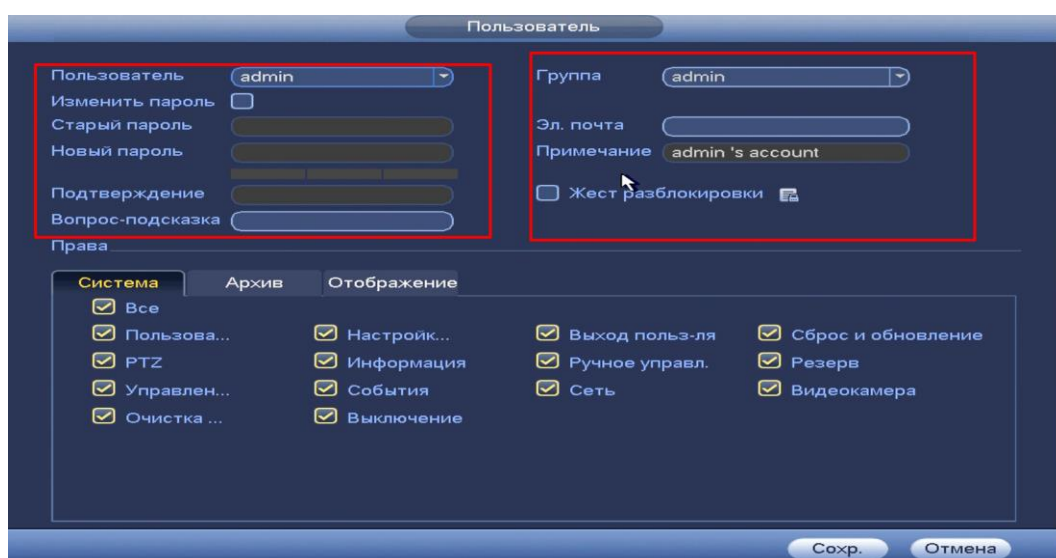 Пользователь
Пользователь admin
Изменить пароль
Старый пароль
Новый пароль
Подтверждение
Вопрос-подсказка
Группа admin
Эл. почта
Примечание admin 's account
Жест разблокировки
Права
Система Архив Отображение
Все
Пользова... Настройк... Выход польз-ля Сброс и обновление
PTZ Информация Ручное управл. Резерв
Управлен... События Сеть Видеокамера
Очистка ... Выключение
Сохр. Отмена